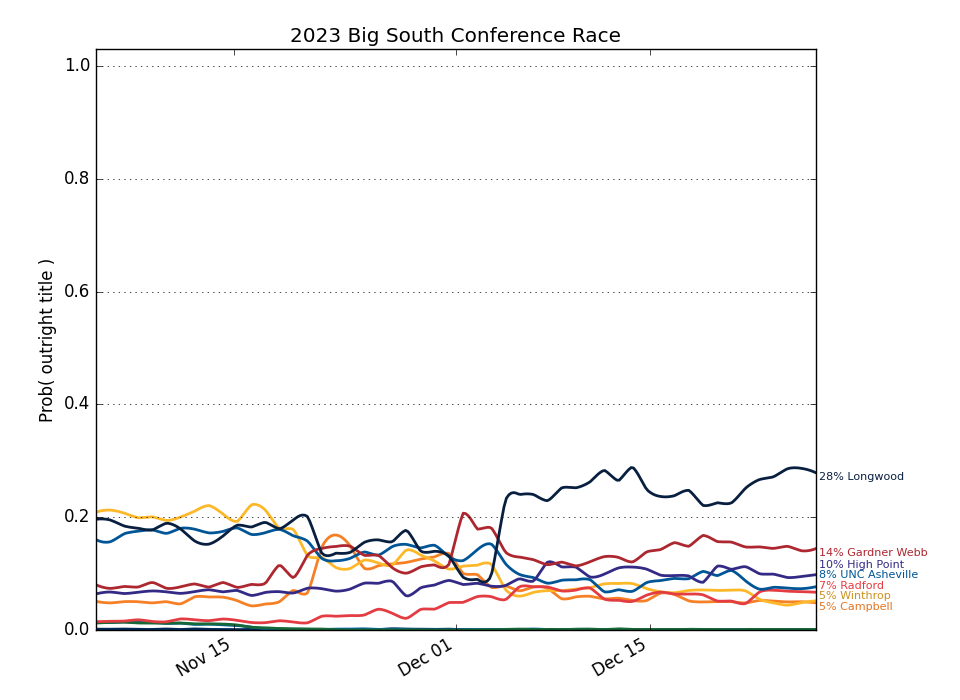 2023 Big South Conference Race
Prob( outright title )
1.0
0.8
0.6
0.4
0.2
0.0
Nov 15
Dec 01
Dec 15
28% Longwood
14% Gardner Webb
10% High Point
8% UNC Asheville
7% Radford
5% Winthrop
5% Campbell